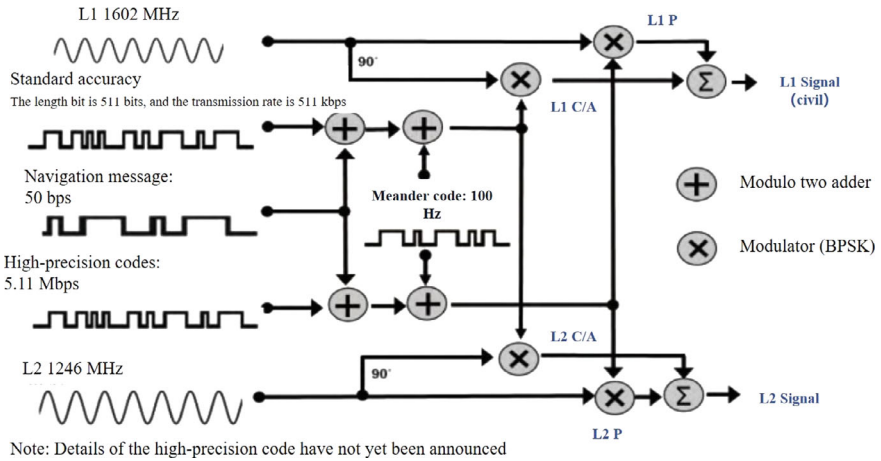 L1 1602 MHz
L1 P
90°
Standard accuracy
L1 Signal
(civil)
The length bit is 511 bits, and the transmission rate is 511 kbps
L1 C/A
Navigation message:
50 bps
Meander code: 100
Hz
Modulo two adder
Modulator (BPSK)
High-precision codes:
5.11 Mbps
L2 C/A
L2 1246 MHz
90°
L2 Signal
L2 P
Note: Details of the high-precision code have not yet been announced